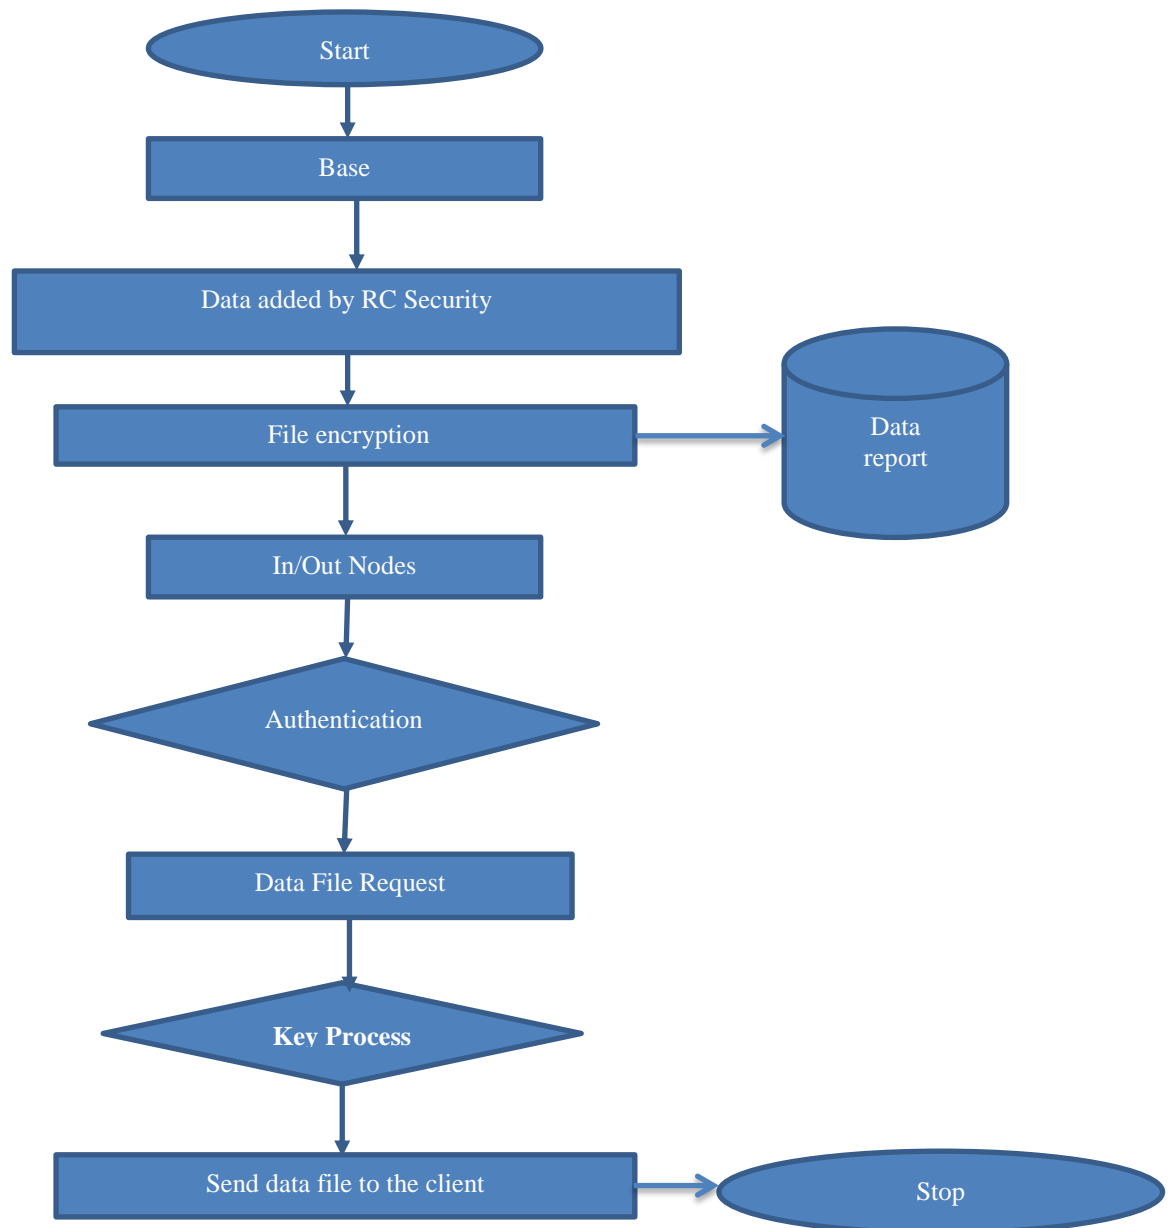 Start
Base
Data added by RC Security
File encryption
Data
report
In/Out Nodes
Authentication
Data File Request
Key Process
Send data file to the client
Stop